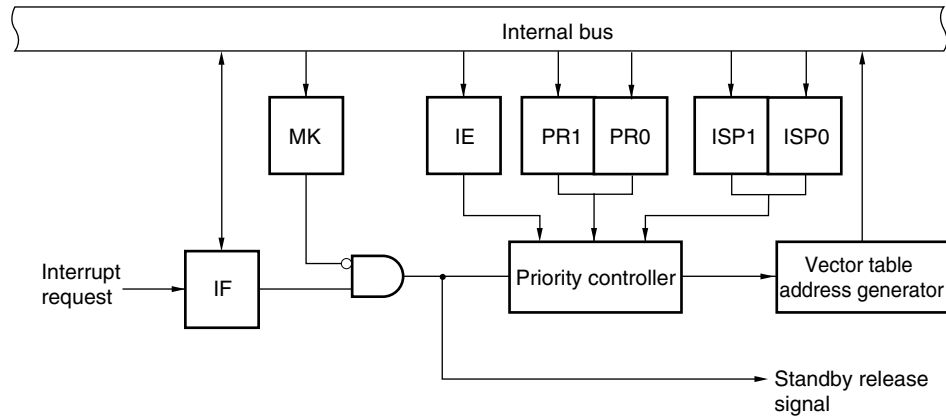 Internal bus
MK
IE
PR1
PR0
ISP1
ISP0
Interrupt
request
IF
Priority controller
Vector table
address generator
Standby release
signal